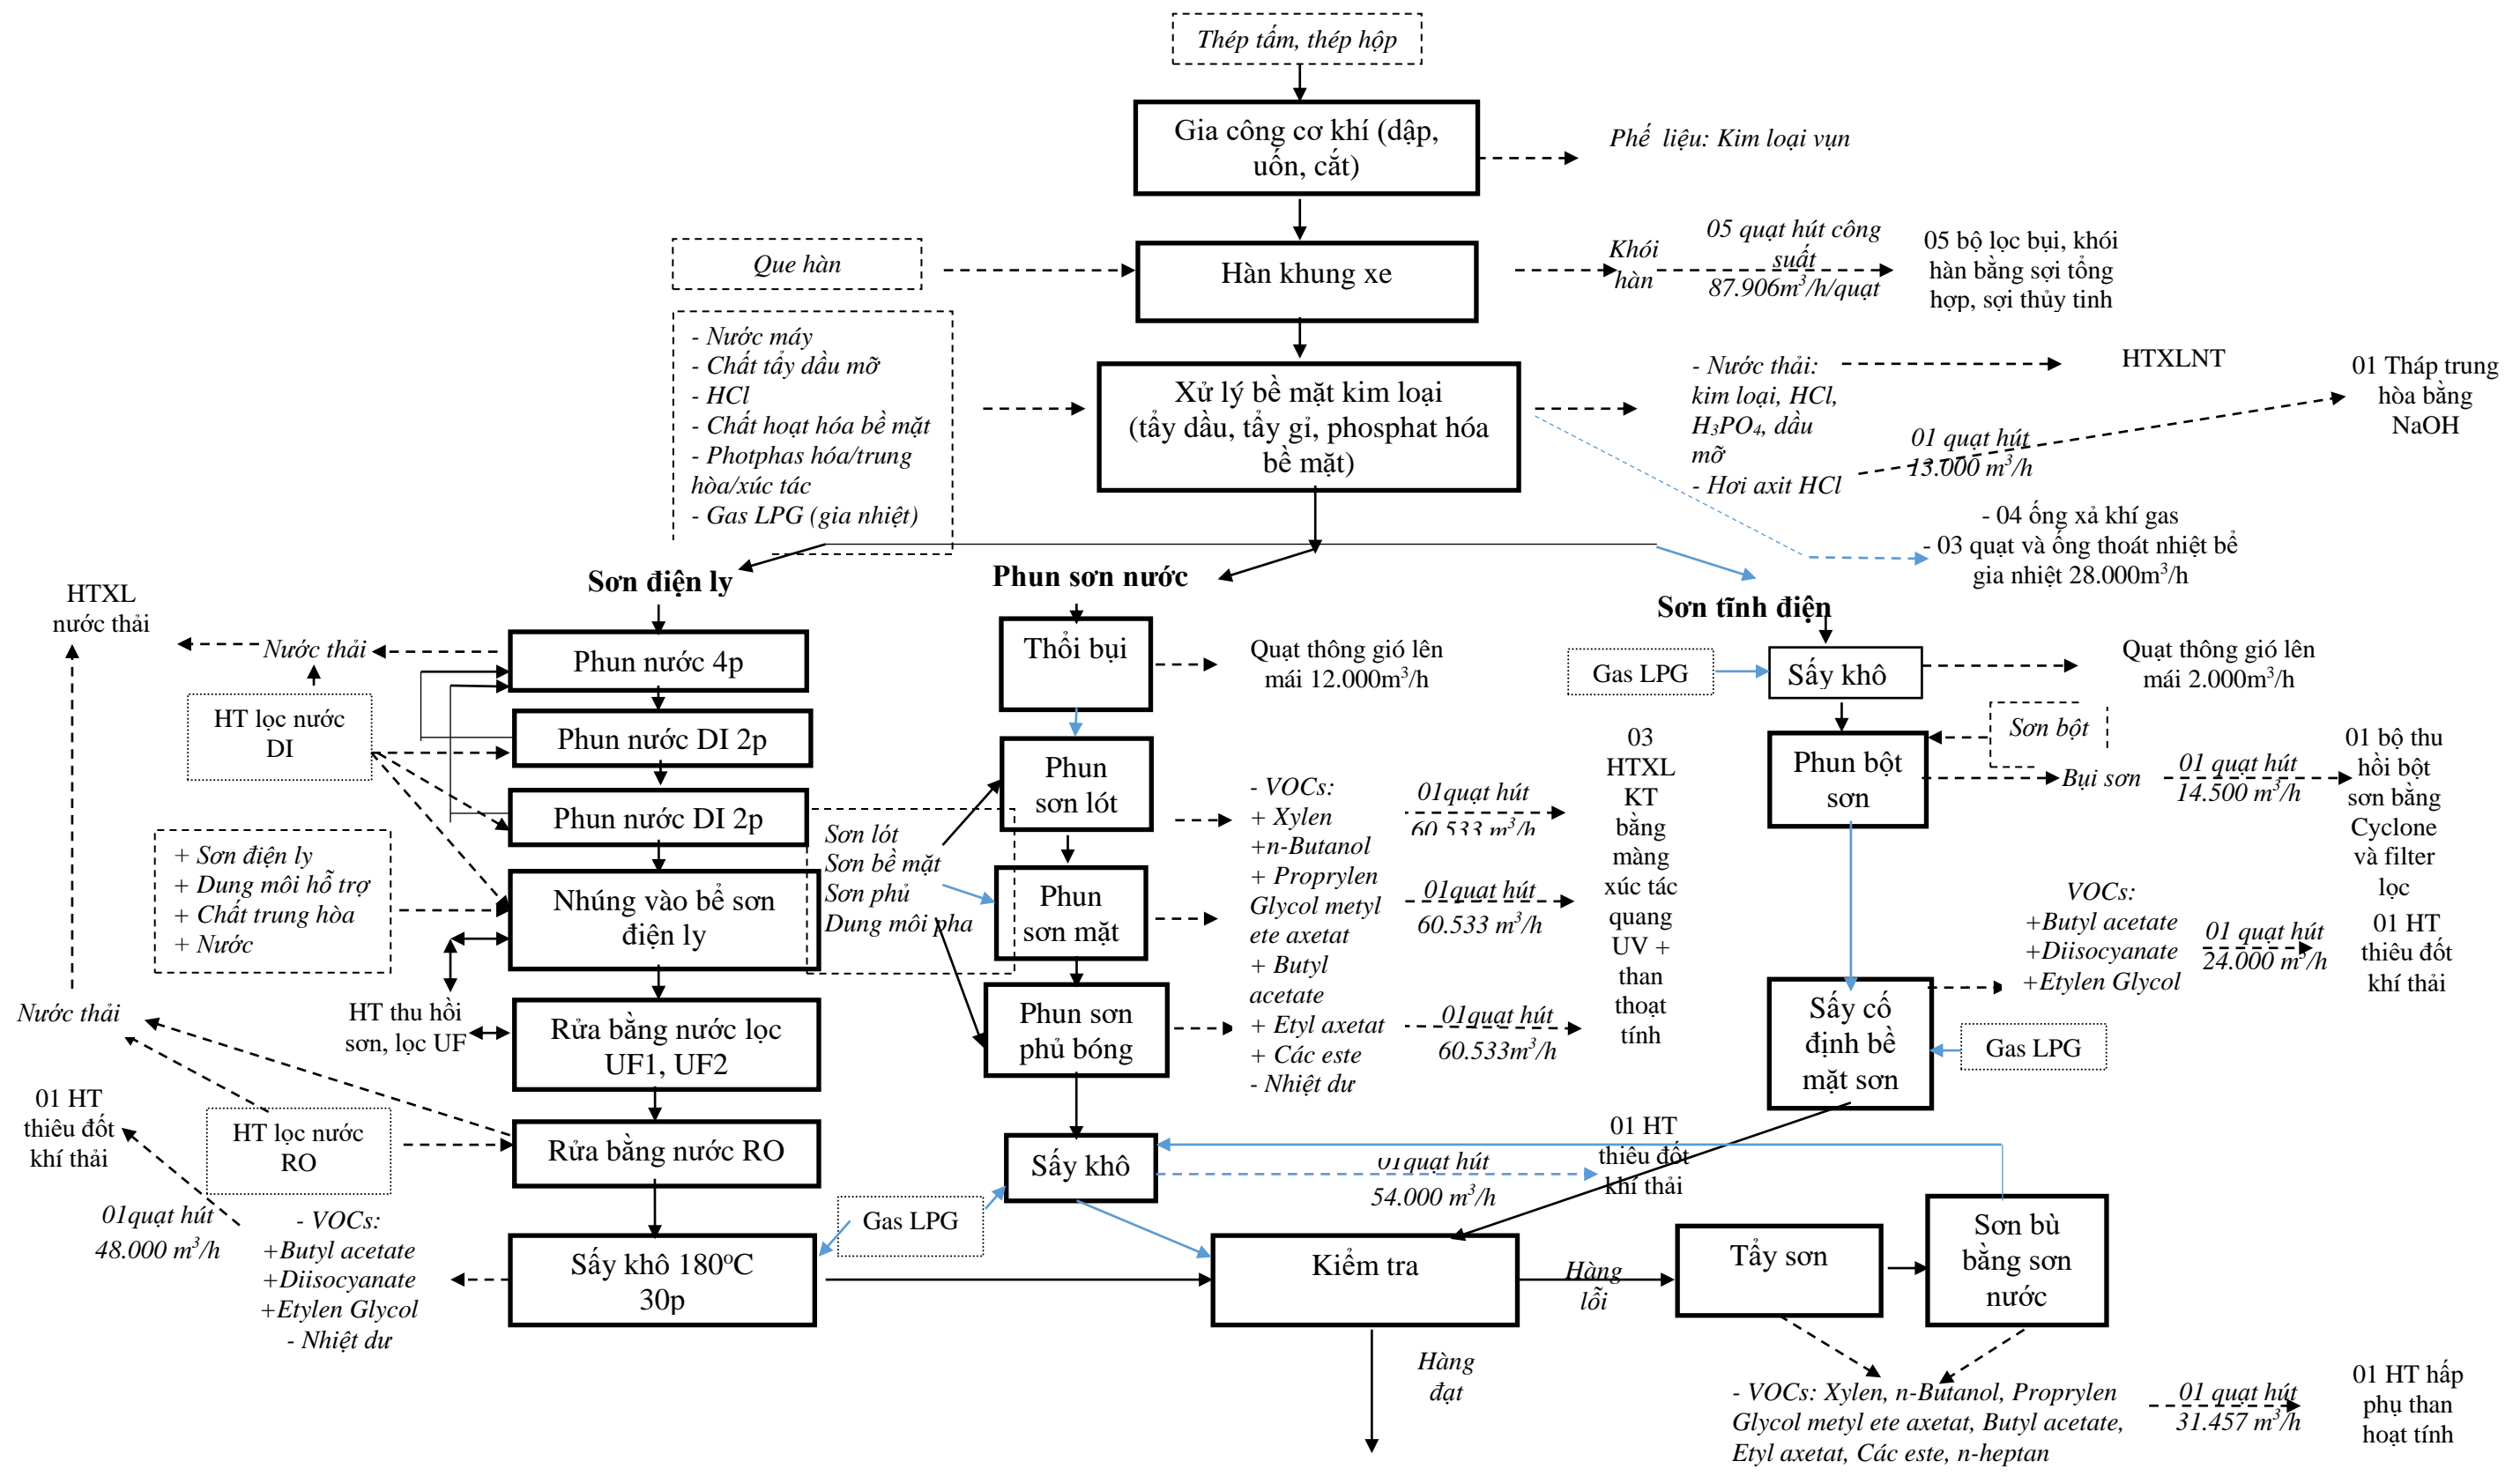 Thép tấm, thép hộp
Gia công cơ khí (dập,
uốn, cắt)
Phế liệu: Kim loại vụn
Que hàn
Hàn khung xe
Khói
hàn
05 quạt hút công
suất
87.906m³/h/quạt
05 bộ lọc bụi, khói
hàn bằng sợi tổng
hợp, sợi thủy tinh
- Nước máy
- Chất tẩy dầu mỡ
- HCl
- Chất hoạt hóa bề mặt
- Photphas hóa/trung
hòa/xúc tác
- Gas LPG (gia nhiệt)
Xử lý bề mặt kim loại
(tẩy dầu, tẩy gỉ, phosphat hóa
bề mặt)
- Nước thải:
kim loại, HCl,
H₃PO₄, dầu
mỡ
- Hơi axit HCl
HTXLNT
01 quạt hút
13.000 m³/h
01 Tháp trung
hòa bằng
NaOH
- 04 ống xả khí gas
- 03 quạt và ống thoát nhiệt bể
gia nhiệt 28.000m³/h
Sơn điện ly
Phun sơn nước
Sơn tĩnh điện
HTXL
nước thải
Nước thải
Phun nước 4p
HT lọc nước
DI
Phun nước DI 2p
Phun nước DI 2p
+ Sơn điện ly
+ Dung môi hỗ trợ
+ Chất trung hòa
+ Nước
Nhúng vào bể sơn
điện ly
Nước thải
HT thu hồi
sơn, lọc UF
Rửa bằng nước lọc
UF1, UF2
01 HT
thiêu đốt
khí thải
HT lọc nước
RO
Rửa bằng nước RO
01quạt hút
48.000 m³/h
- VOCs:
+Butyl acetate
+Diisocyanate
+Etylen Glycol
- Nhiệt dư
Sấy khô 180ºC
30p
Gas LPG
Thổi bụi
Quạt thông gió lên
mái 12.000m³/h
Sơn lót
Sơn bề mặt
Sơn phủ
Dung môi pha
Phun
sơn lót
Phun
sơn mặt
Phun sơn
phủ bóng
Sấy khô
- VOCs:
+ Xylen
+n-Butanol
+ Proprylen
Glycol metyl
ete axetat
+ Butyl
acetate
+ Etyl axetat
+ Các este
- Nhiệt dư
01quạt hút
60.533 m³/h
01quạt hút
60.533 m³/h
01quạt hút
60.533m³/h
03
HTXL
KT
bằng
màng
xúc tác
quang
UV +
than
thoạt
tính
01quạt hút
54.000 m³/h
01 HT
thiêu đốt
khí thải
Gas LPG
Sấy khô
Quạt thông gió lên
mái 2.000m³/h
Sơn bột
Phun bột
sơn
Bụi sơn
01 quạt hút
14.500 m³/h
01 bộ thu
hồi bột
sơn bằng
Cyclone
và filter
lọc
VOCs:
+Butyl acetate
+Diisocyanate
+Etylen Glycol
01 quạt hút
24.000 m³/h
01 HT
thiêu đốt
khí thải
Sấy cố
định bề
mặt sơn
Gas LPG
Kiểm tra
Hàng
lỗi
Tẩy sơn
Sơn bù
bằng sơn
nước
Hàng
đạt
- VOCs: Xylen, n-Butanol, Proprylen
Glycol metyl ete axetat, Butyl acetate,
Etyl axetat, Các este, n-heptan
01 quạt hút
31.457 m³/h
01 HT hấp
phụ than
hoạt tính